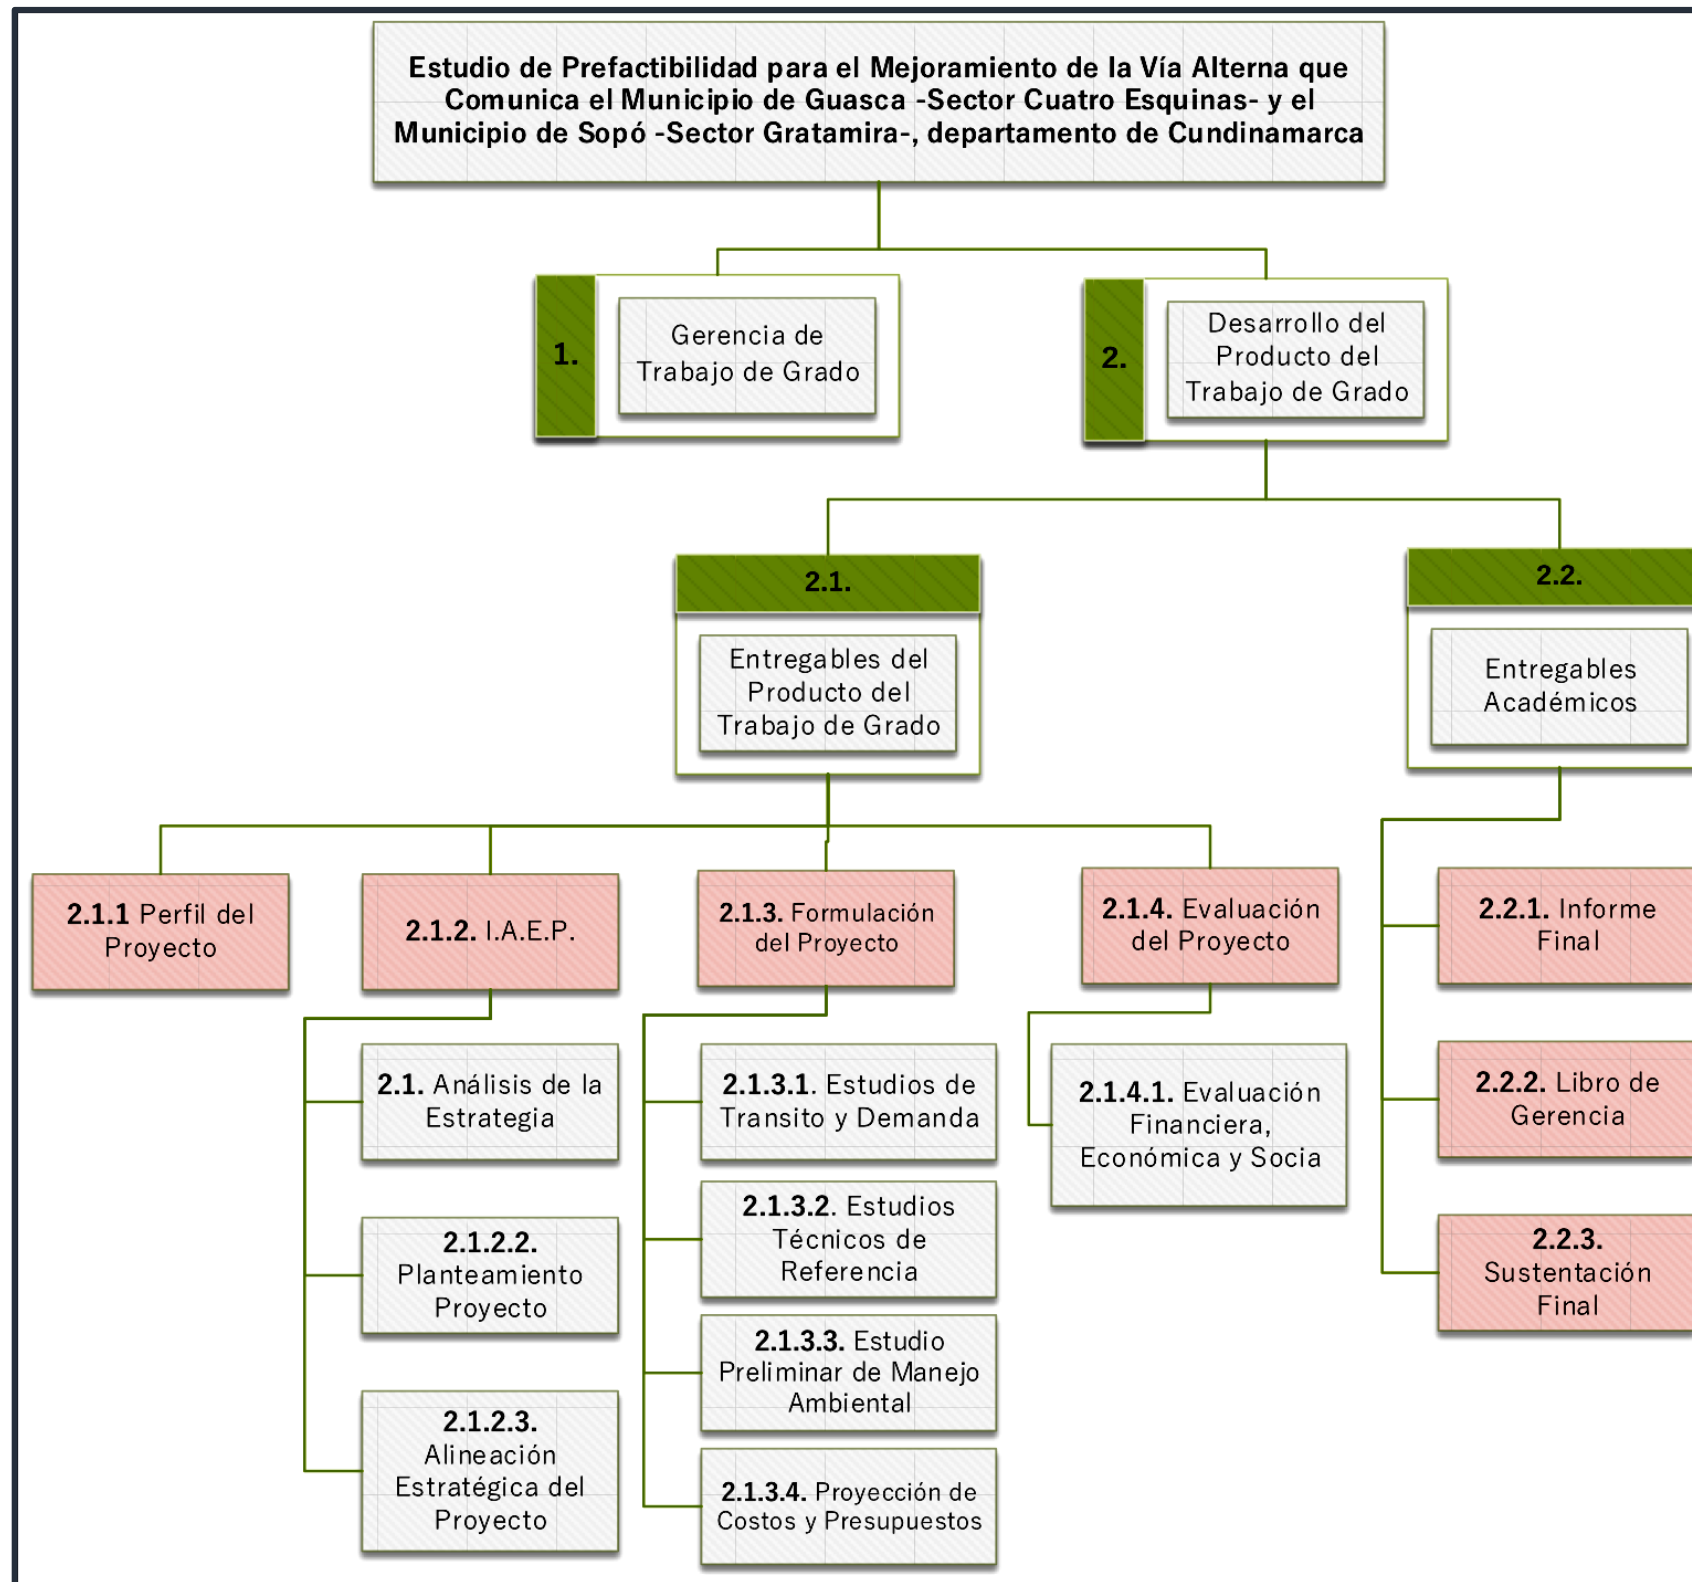 Estudio de Prefactibilidad para el Mejoramiento de la Vía Alterna que
Comunica el Municipio de Guasca -Sector Cuatro Esquinas- y el
Municipio de Sopó -Sector Gratamira-, departamento de Cundinamarca
1.
Gerencia de
Trabajo de Grado
2.
Desarrollo del
Producto del
Trabajo de Grado
2.1.
Entregables del
Producto del
Trabajo de Grado
2.2.
Entregables
Académicos
2.1.1 Perfil del
Proyecto
2.1.2. I.A.E.P.
2.1.3. Formulación
del Proyecto
2.1.4. Evaluación
del Proyecto
2.2.1. Informe
Final
2.1. Análisis de la
Estrategia
2.1.2.2.
Planteamiento
Proyecto
2.1.2.3.
Alineación
Estratégica del
Proyecto
2.1.3.1. Estudios de
Transito y Demanda
2.1.3.2. Estudios
Técnicos de
Referencia
2.1.3.3. Estudio
Preliminar de Manejo
Ambiental
2.1.3.4. Proyección de
Costos y Presupuestos
2.1.4.1. Evaluación
Financiera,
Económica y Socia
2.2.2. Libro de
Gerencia
2.2.3.
Sustentación
Final